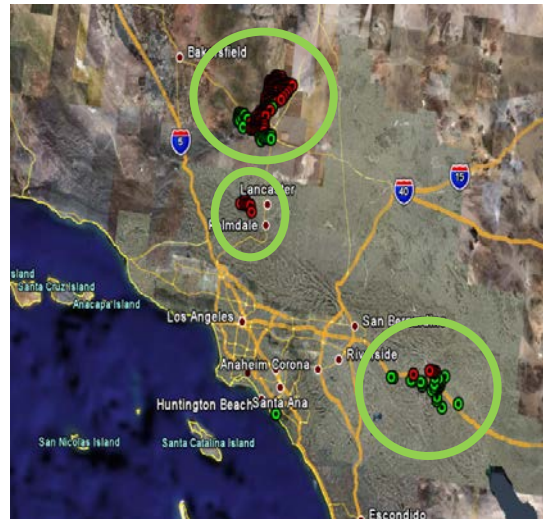 Bakersfield
5
15
40
Lancaster
Palmdale
Santa Cruz Island
Anacapa Island
Los Angeles
San Bernardino
Riverside
Anaheim
Corona
Huntington Beach
Santa Ana
San Nicolas Island
Santa Catalina Island
Escondido